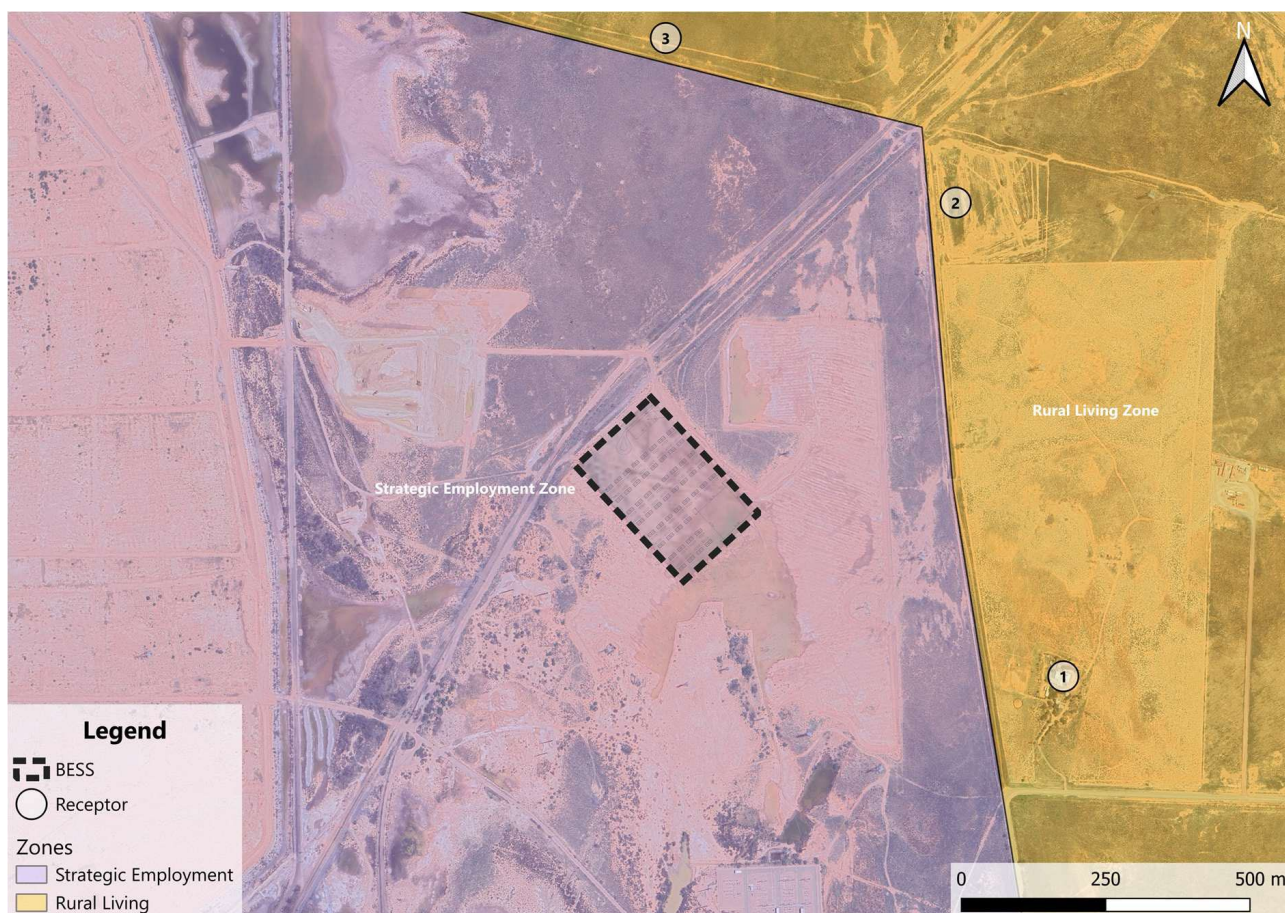 3
N
2
Rural Living Zone
Strategic Employment Zone
1
Legend
BESS
Receptor
Zones
Strategic Employment
Rural Living
0 250 500 m